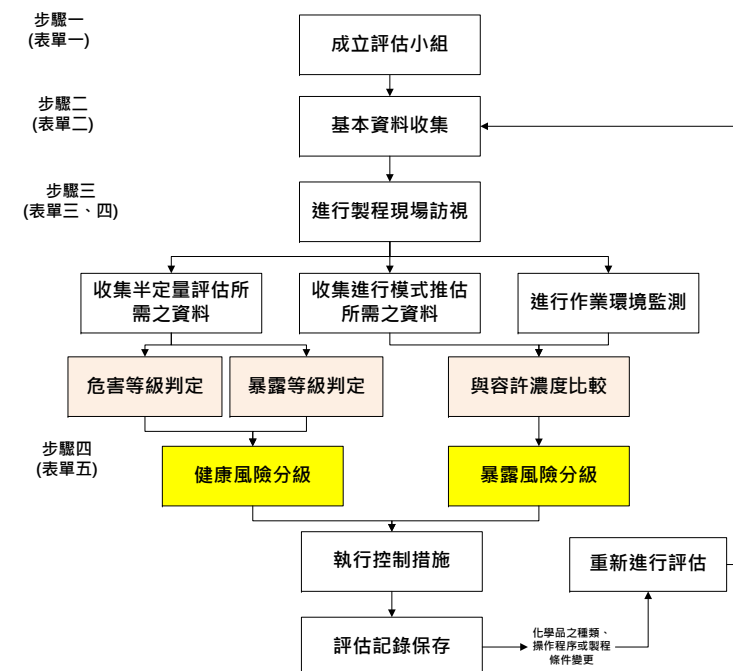 步驟一
(表單一)
成立評估小組
步驟二
(表單二)
基本資料收集
步驟三
(表單三、四)
進行製程現場訪視
收集半定量評估所
需之資料
收集進行模式推估
所需之資料
進行作業環境監測
危害等級判定
暴露等級判定
與容許濃度比較
步驟四
(表單五)
健康風險分級
暴露風險分級
執行控制措施
重新進行評估
評估記錄保存
化學品之種類、
操作程序或製程
條件變更